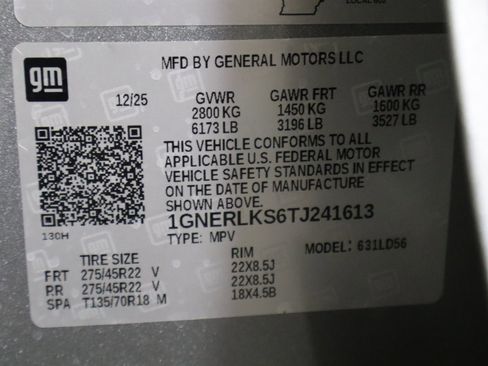 LOCAL 602
gm
MFD BY GENERAL MOTORS LLC
12/25 GVWR GAWR FRT GAWR RR
2800 KG 1450 KG 1600 KG
6173 LB 3196 LB 3527 LB
THIS VEHICLE CONFORMS TO ALL
APPLICABLE U.S. FEDERAL MOTOR
VEHICLE SAFETY STANDARDS IN EFFECT
ON THE DATE OF MANUFACTURE
SHOWN ABOVE.
1GNERLKS6TJ241613
130H
TYPE: MPV MODEL: 631LD56
TIRE SIZE RIM
FRT 275/45R22 V 22X8.5J
RR 275/45R22 V 22X8.5J
SPA T135/70R18 M 18X4.5B